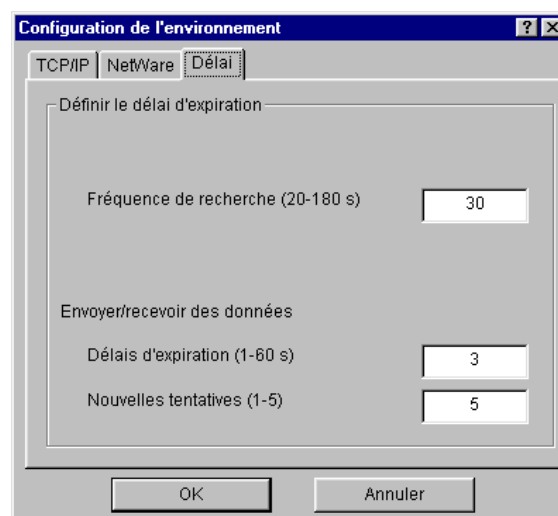 Configuration de l'environnement
TCP/IP NetWare Délai
Définir le délai d'expiration
Fréquence de recherche (20-180 s) 30
Envoyer/recevoir des données
Délais d'expiration (1-60 s) 3
Nouvelles tentatives (1-5) 5
OK Annuler